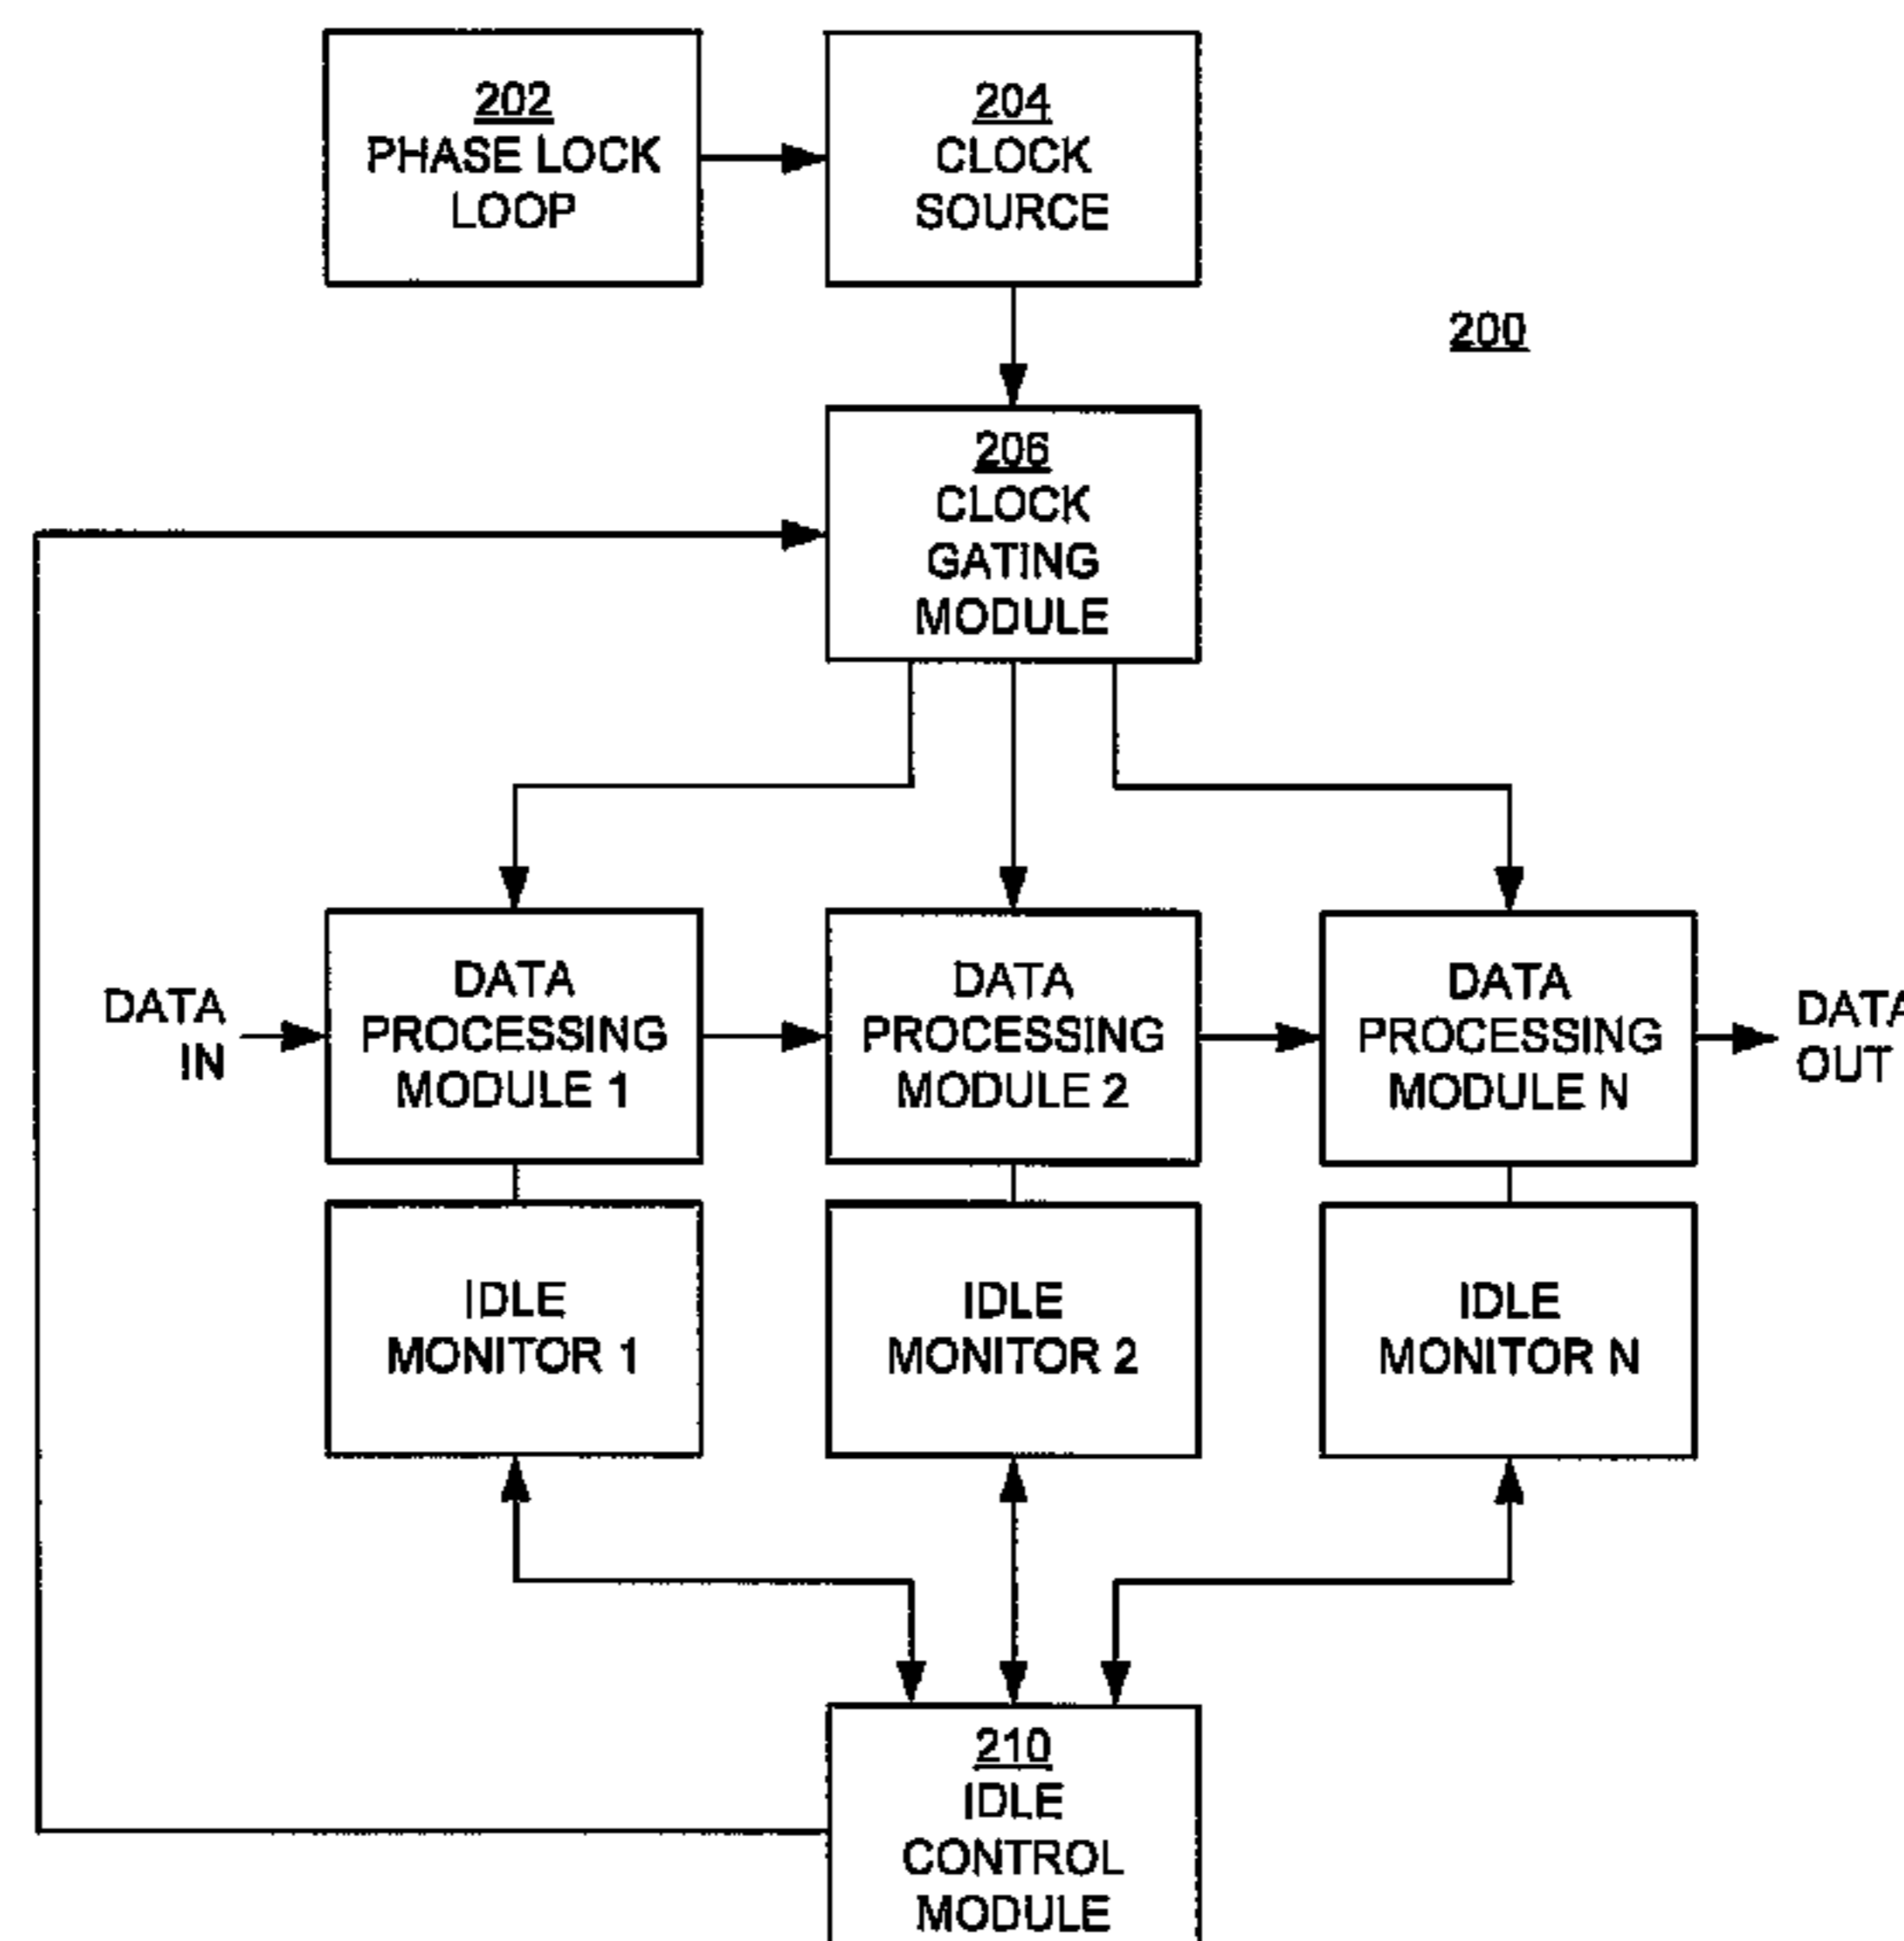 202
PHASE LOCK
LOOP
204
CLOCK
SOURCE
200
206
CLOCK
GATING
MODULE
DATA
IN
DATA
PROCESSING
MODULE 1
DATA
PROCESSING
MODULE 2
DATA
PROCESSING
MODULE N
DATA
OUT
IDLE
MONITOR 1
IDLE
MONITOR 2
IDLE
MONITOR N
210
IDLE
CONTROL
MODULE